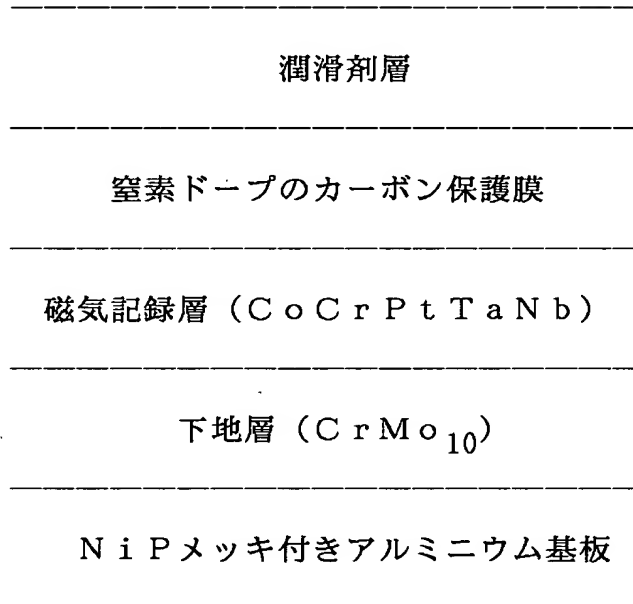 潤滑剤層
窒素ドープのカーボン保護膜
磁気記録層（ＣｏＣｒＰｔＴａＮｂ）
下地層（ＣｒＭｏ10）
ＮｉＰメッキ付きアルミニウム基板